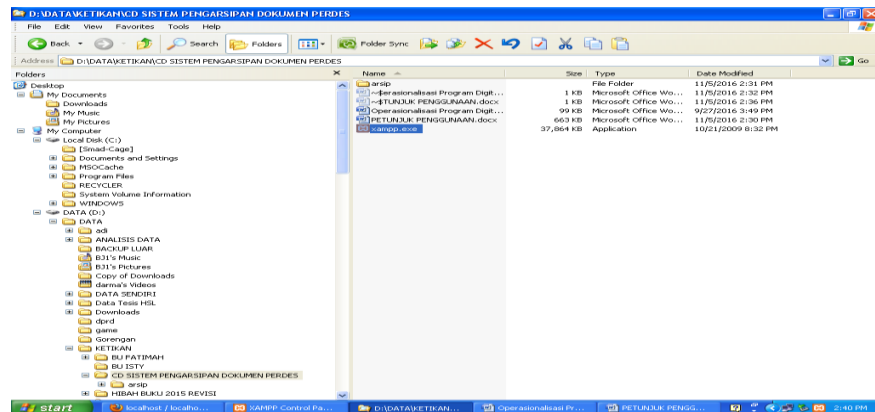 D:\DATA\KETIKAN\CD SISTEM PENGARSIPAN DOKUMEN PERDES
File Edit View Favorites Tools Help
Back Search Folders Folder Sync
Address D:\DATA\KETIKAN\CD SISTEM PENGARSIPAN DOKUMEN PERDES Go
Folders
Desktop
My Documents
Downloads
My Music
My Pictures
My Computer
Local Disk (C:)
[Smad-Cage]
Documents and Settings
MSOCache
Program Files
RECYCLER
System Volume Information
WINDOWS
DATA (D:)
DATA
adi
ANALISIS DATA
BACKUP LUAR
BJ1's Music
BJ1's Pictures
Copy of Downloads
darma's Videos
DATA SENDIRI
Data Tesis HSL
Downloads
dprd
game
Gorengan
KETIKAN
BU FATIMAH
BU ISTY
CD SISTEM PENGARSIPAN DOKUMEN PERDES
arsip
HIBAH BUKU 2015 REVISI
Name Size Type Date Modified
arsip File Folder 11/5/2016 2:31 PM
~$erasionalisasi Program Digit... 1 KB Microsoft Office Wo... 11/5/2016 2:32 PM
~$TUNJUK PENGGUNAAN.docx 1 KB Microsoft Office Wo... 11/5/2016 2:36 PM
Operasionalisasi Program Digit... 99 KB Microsoft Office Wo... 9/27/2016 3:49 PM
PETUNJUK PENGGUNAAN.docx 663 KB Microsoft Office Wo... 11/5/2016 2:30 PM
xampp.exe 37,864 KB Application 10/21/2009 8:32 PM
start localhost / localho... XAMPP Control Pa... D:\DATA\KETIKAN... Operasionalisasi Pr... PETUNJUK PENGG... 2:40 PM